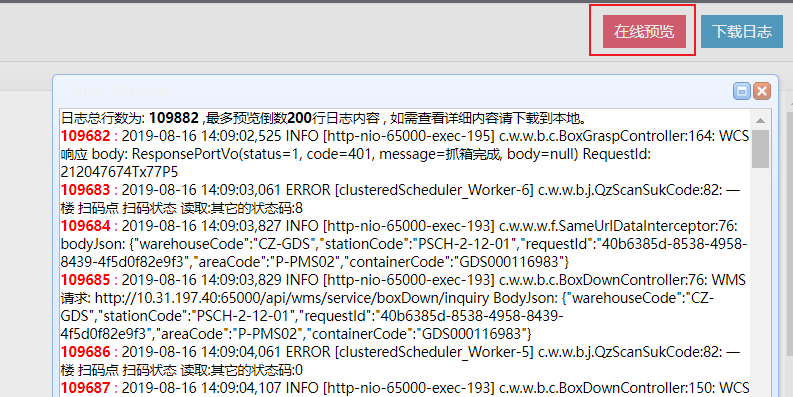 在线预览 下载日志
日志总行数为: 109882 ,最多预览倒数200行日志内容 , 如需查看详细内容请下载到本地。
109682 : 2019-08-16 14:09:02,525 INFO [http-nio-65000-exec-195] c.w.w.b.c.BoxGraspController:164: WCS
响应 body: ResponsePortVo(status=1, code=401, message=抓箱完成, body=null) RequestId:
212047674Tx77P5
109683 : 2019-08-16 14:09:03,061 ERROR [clusteredScheduler_Worker-6] c.w.w.b.j.QzScanSukCode:82: 一
楼 扫码点 扫码状态 读取:其它的状态码:8
109684 : 2019-08-16 14:09:03,827 INFO [http-nio-65000-exec-193] c.w.w.w.f.SameUrlDataInterceptor:76:
bodyJson: {"warehouseCode":"CZ-GDS","stationCode":"PSCH-2-12-01","requestId":"40b6385d-8538-4958-
8439-4f5d0f82e9f3","areaCode":"P-PMS02","containerCode":"GDS000116983"}
109685 : 2019-08-16 14:09:03,829 INFO [http-nio-65000-exec-193] c.w.w.b.c.BoxDownController:76: WMS
请求: http://10.31.197.40:65000/api/wms/service/boxDown/inquiry BodyJson: {"warehouseCode":"CZ-
GDS","stationCode":"PSCH-2-12-01","requestId":"40b6385d-8538-4958-8439-
4f5d0f82e9f3","areaCode":"P-PMS02","containerCode":"GDS000116983"}
109686 : 2019-08-16 14:09:04,061 ERROR [clusteredScheduler_Worker-5] c.w.w.b.j.QzScanSukCode:82: 一
楼 扫码点 扫码状态 读取:其它的状态码:0
109687 : 2019-08-16 14:09:04,107 INFO [http-nio-65000-exec-193] c.w.w.b.c.BoxDownController:150: WCS